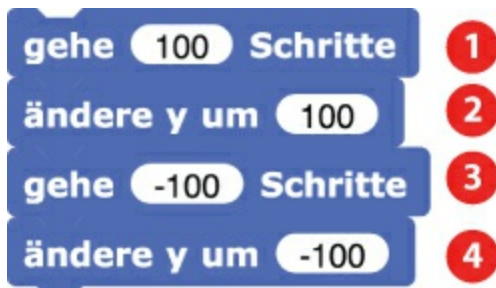 gehe 100 Schritte 1
ändere y um 100 2
gehe -100 Schritte 3
ändere y um -100 4